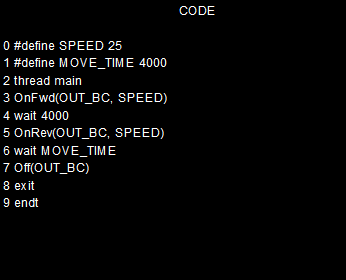 CODE
0 #define SPEED 25
1 #define MOVE_TIME 4000
2 thread main
3 OnFwd(OUT_BC, SPEED)
4 wait 4000
5 OnRev(OUT_BC, SPEED)
6 wait MOVE_TIME
7 Off(OUT_BC)
8 exit
9 endt